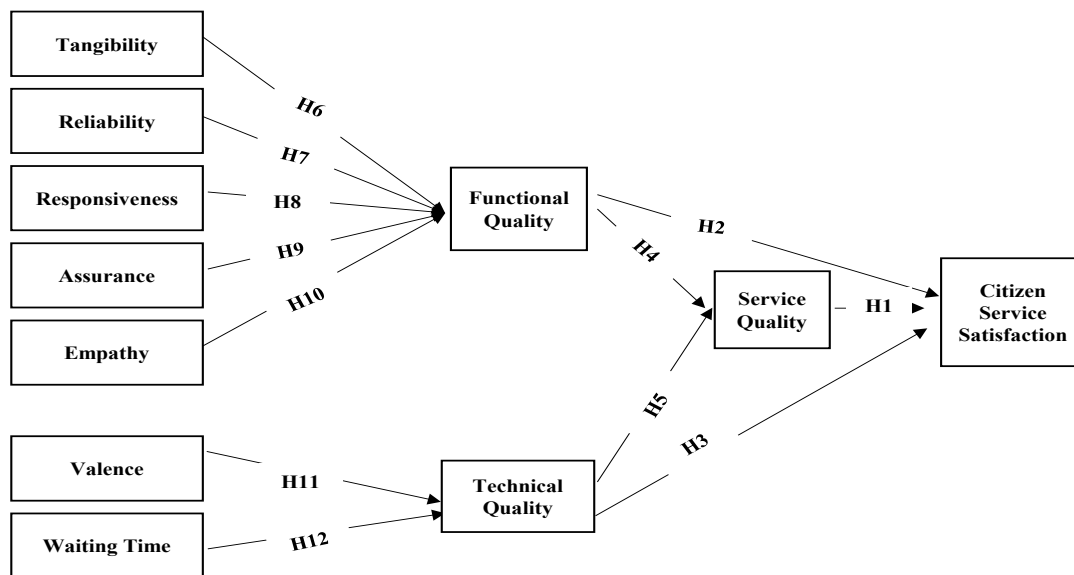 Tangibility
H6
Reliability
H7
Responsiveness
H8
Assurance
H9
Empathy
H10
Functional
Quality
H2
H4
Service
Quality
H1
Citizen
Service
Satisfaction
H5
H3
Valence
H11
Waiting Time
H12
Technical
Quality